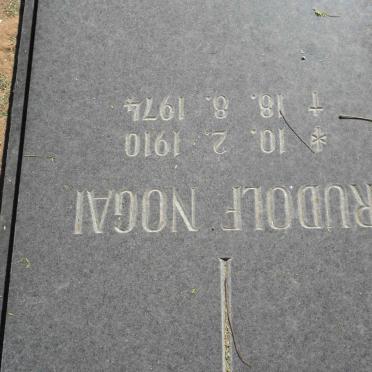 RUDOLF NOGAI
* 10. 2. 1910
† 18. 8. 1974